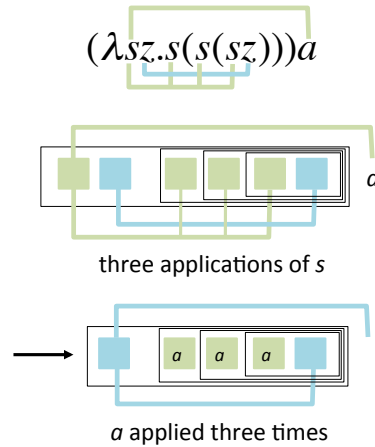 (λsz.s(s(sz)))a
a
three applications of s
a a a
a applied three times